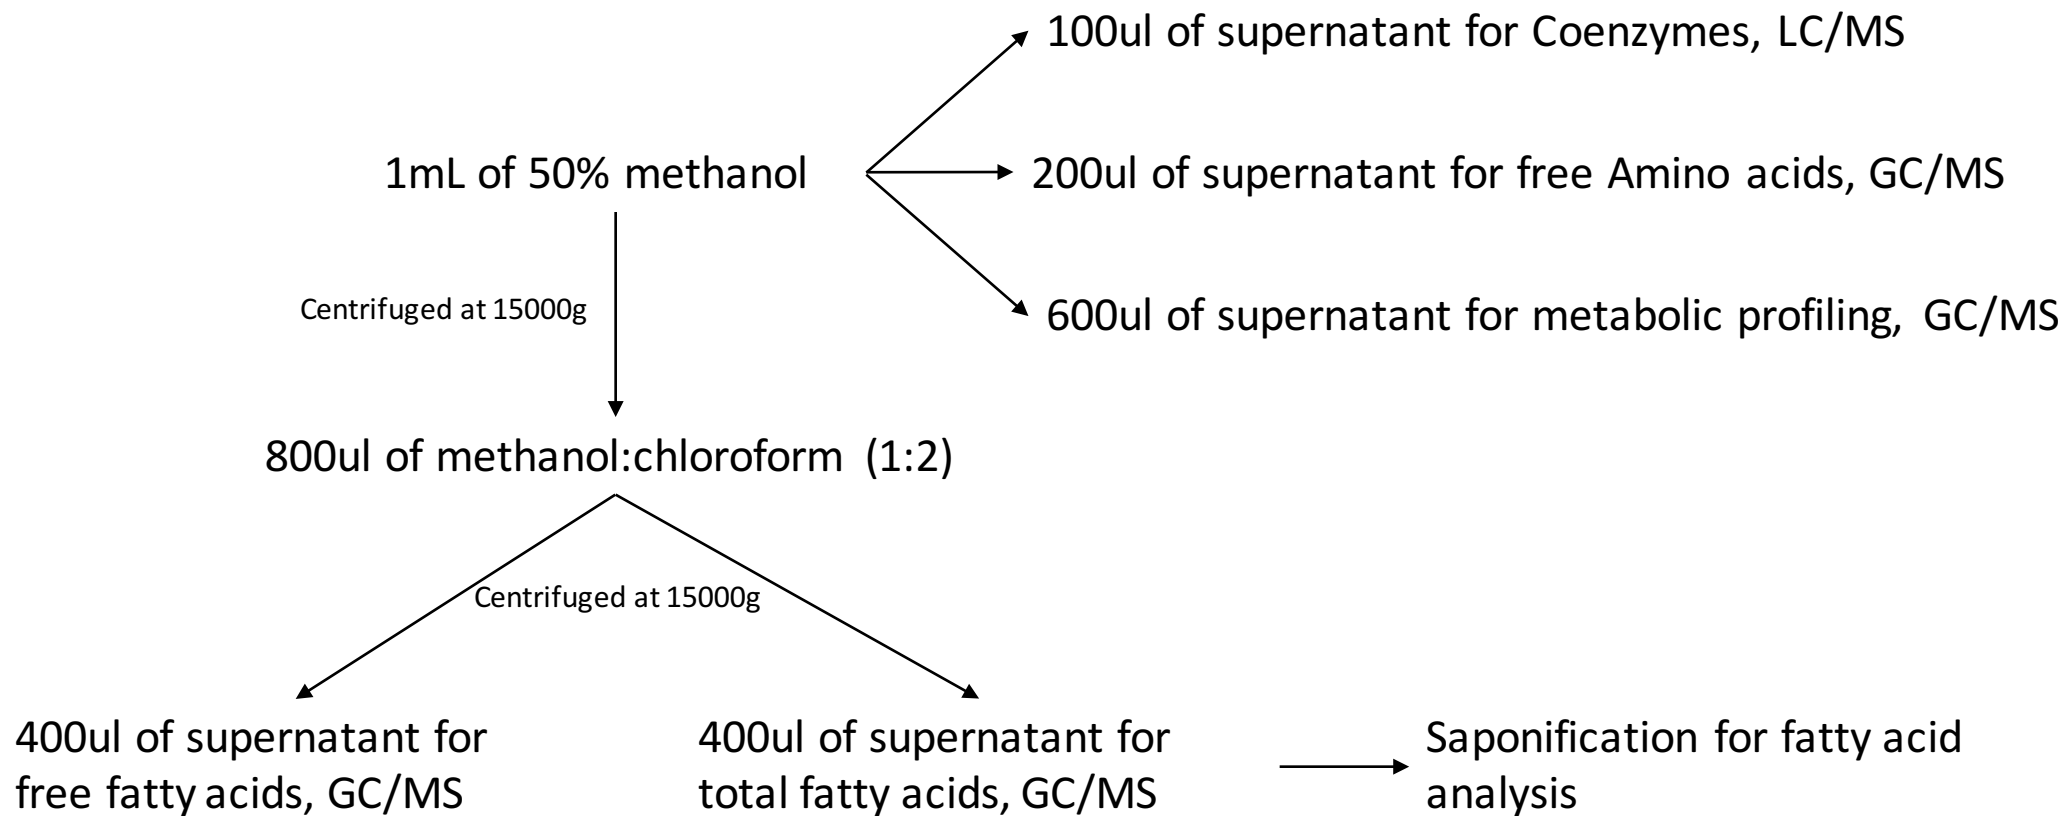 100ul of supernatant for Coenzymes, LC/MS
1mL of 50% methanol
200ul of supernatant for free Amino acids, GC/MS
Centrifuged at 15000g
600ul of supernatant for metabolic profiling, GC/MS
800ul of methanol:chloroform (1:2)
Centrifuged at 15000g
400ul of supernatant for
free fatty acids, GC/MS
400ul of supernatant for
total fatty acids, GC/MS
Saponification for fatty acid
analysis